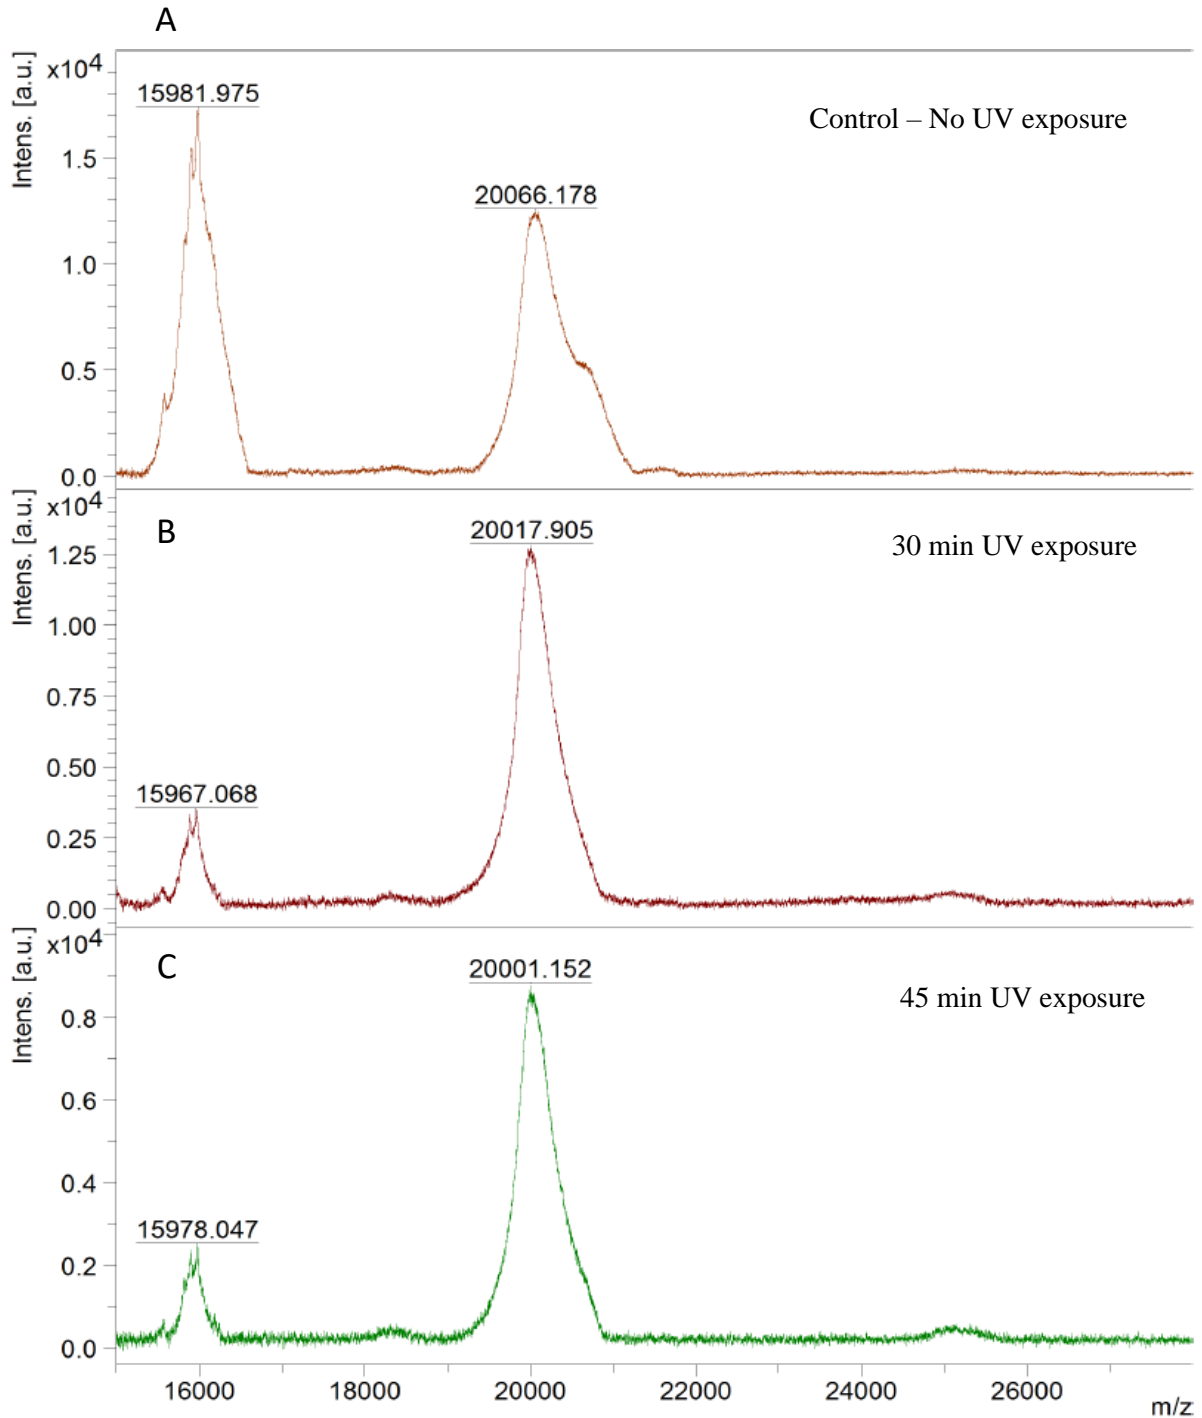 A
Intens. [a.u.]
x10⁴
15981.975
Control – No UV exposure
1.5
20066.178
1.0
0.5
0.0
Intens. [a.u.]
x10⁴
B
20017.905
30 min UV exposure
1.25
1.00
0.75
0.50
15967.068
0.25
0.00
Intens. [a.u.]
x10⁴
C
20001.152
45 min UV exposure
0.8
0.6
0.4
15978.047
0.2
0.0
16000 18000 20000 22000 24000 26000
m/z